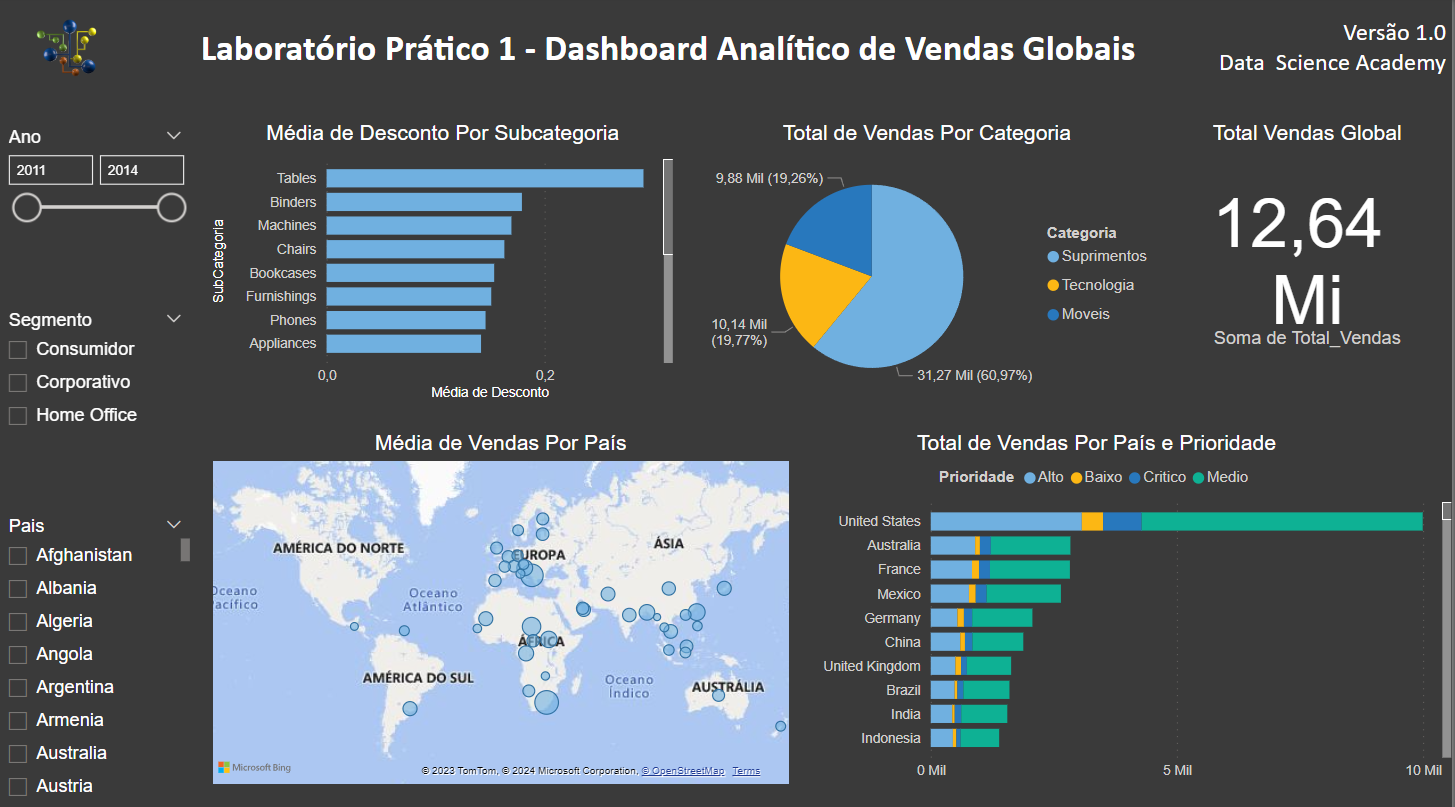 Laboratório Prático 1 - Dashboard Analítico de Vendas Globais
Versão 1.0
Data Science Academy
Ano
2011
2014
Segmento
Consumidor
Corporativo
Home Office
Pais
Afghanistan
Albania
Algeria
Angola
Argentina
Armenia
Australia
Austria
Média de Desconto Por Subcategoria
SubCategoria
Tables
Binders
Machines
Chairs
Bookcases
Furnishings
Phones
Appliances
0,0
0,2
Média de Desconto
Total de Vendas Por Categoria
9,88 Mil (19,26%)
10,14 Mil
(19,77%)
31,27 Mil (60,97%)
Categoria
Suprimentos
Tecnologia
Moveis
Total Vendas Global
12,64
Mi
Soma de Total_Vendas
Média de Vendas Por País
AMÉRICA DO NORTE
EUROPA
ÁSIA
Oceano
Pacífico
Oceano
Atlântico
ÁFRICA
AMÉRICA DO SUL
Oceano
Índico
AUSTRÁLIA
Microsoft Bing
© 2023 TomTom, © 2024 Microsoft Corporation, © OpenStreetMap Terms
Total de Vendas Por País e Prioridade
Prioridade Alto Baixo Critico Medio
United States
Australia
France
Mexico
Germany
China
United Kingdom
Brazil
India
Indonesia
0 Mil
5 Mil
10 Mil